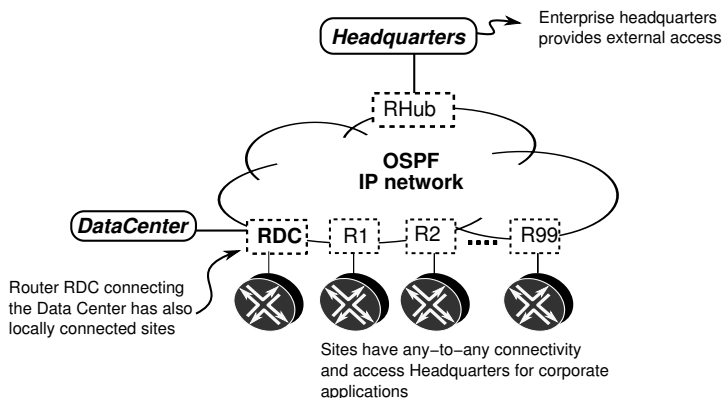 Enterprise headquarters
provides external access
Headquarters
RHub
OSPF
IP network
DataCenter
RDC
R1
R2
....
R99
Router RDC connecting
the Data Center has also
locally connected sites
Sites have any−to−any connectivity
and access Headquarters for corporate
applications